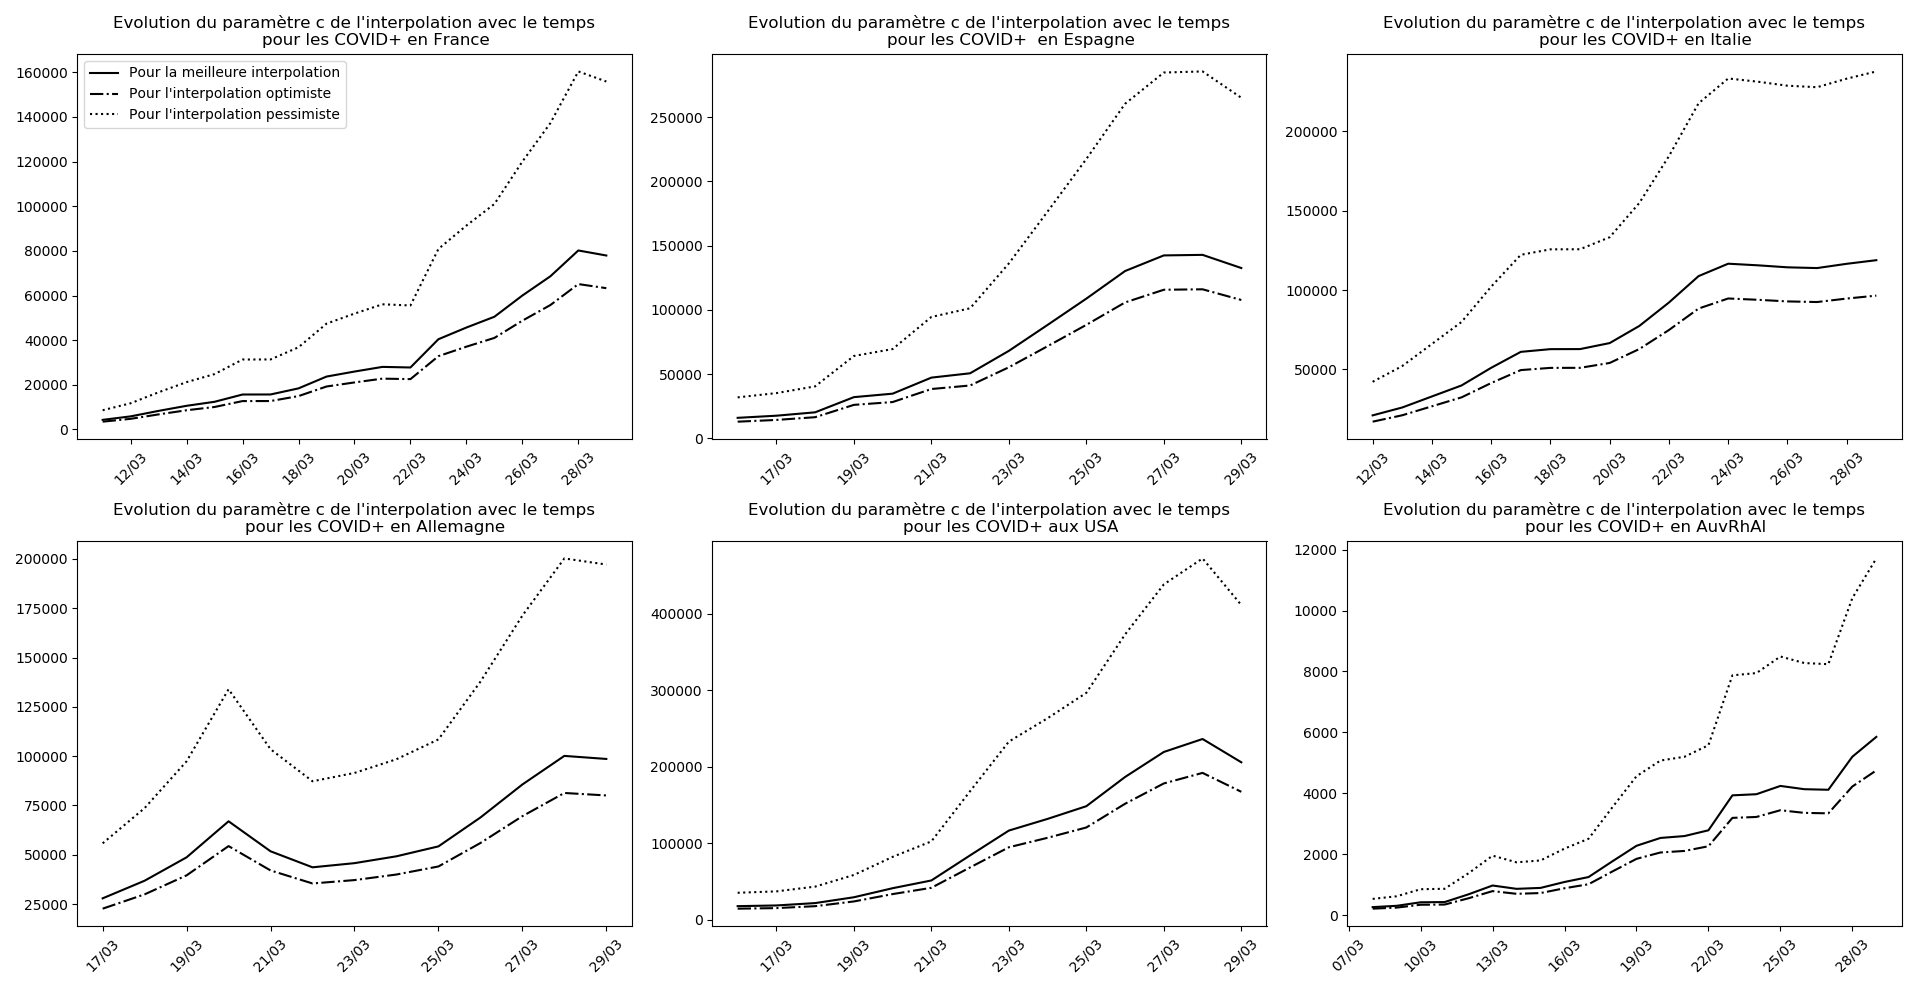 Evolution du paramètre c de l'interpolation avec le temps
pour les COVID+ en France
160000
140000
120000
100000
80000
60000
40000
20000
0
Pour la meilleure interpolation
Pour l'interpolation optimiste
Pour l'interpolation pessimiste
12/03 14/03 16/03 18/03 20/03 22/03 24/03 26/03 28/03
Evolution du paramètre c de l'interpolation avec le temps
pour les COVID+  en Espagne
250000
200000
150000
100000
50000
0
17/03 19/03 21/03 23/03 25/03 27/03 29/03
Evolution du paramètre c de l'interpolation avec le temps
pour les COVID+ en Italie
200000
150000
100000
50000
12/03 14/03 16/03 18/03 20/03 22/03 24/03 26/03 28/03
Evolution du paramètre c de l'interpolation avec le temps
pour les COVID+ en Allemagne
200000
175000
150000
125000
100000
75000
50000
25000
17/03 19/03 21/03 23/03 25/03 27/03 29/03
Evolution du paramètre c de l'interpolation avec le temps
pour les COVID+ aux USA
400000
300000
200000
100000
0
17/03 19/03 21/03 23/03 25/03 27/03 29/03
Evolution du paramètre c de l'interpolation avec le temps
pour les COVID+ en AuvRhAl
12000
10000
8000
6000
4000
2000
0
07/03 10/03 13/03 16/03 19/03 22/03 25/03 28/03